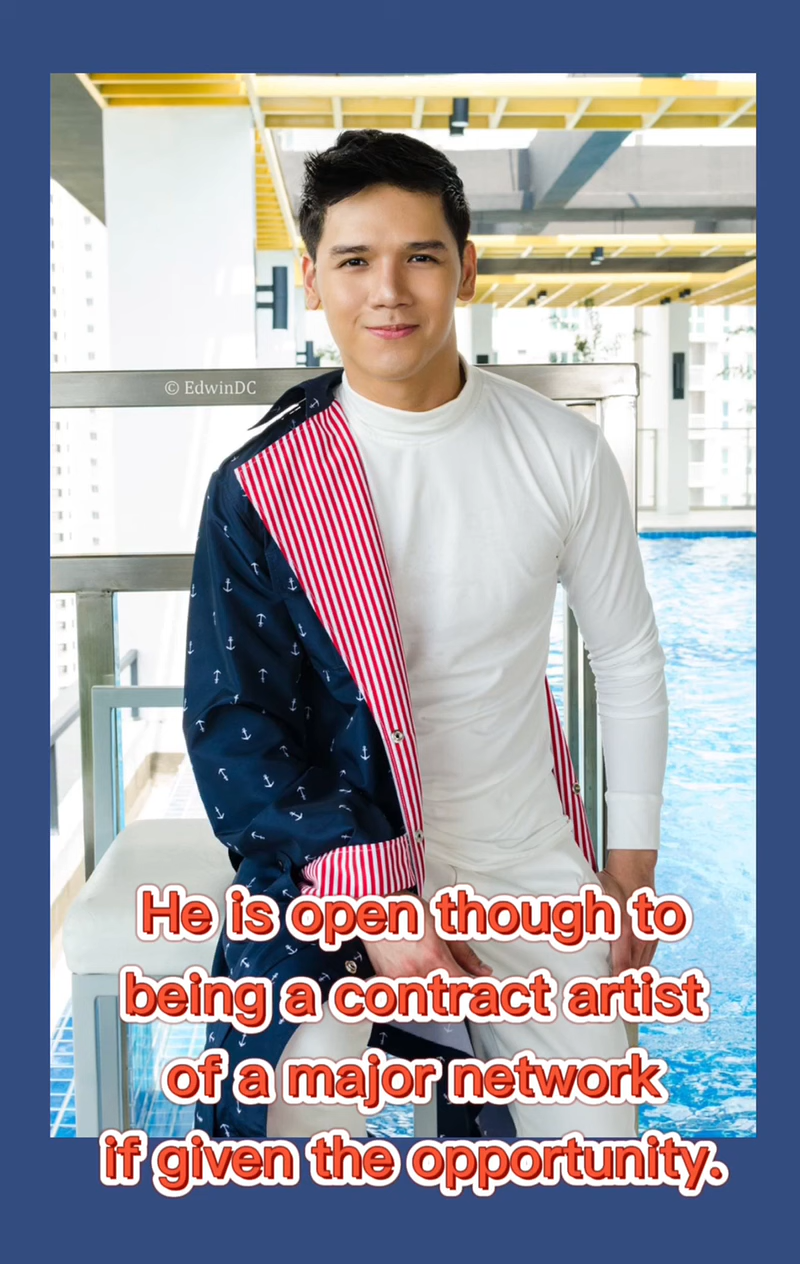 © EdwinDC
He is open though to
being a contract artist
of a major network
if given the opportunity.